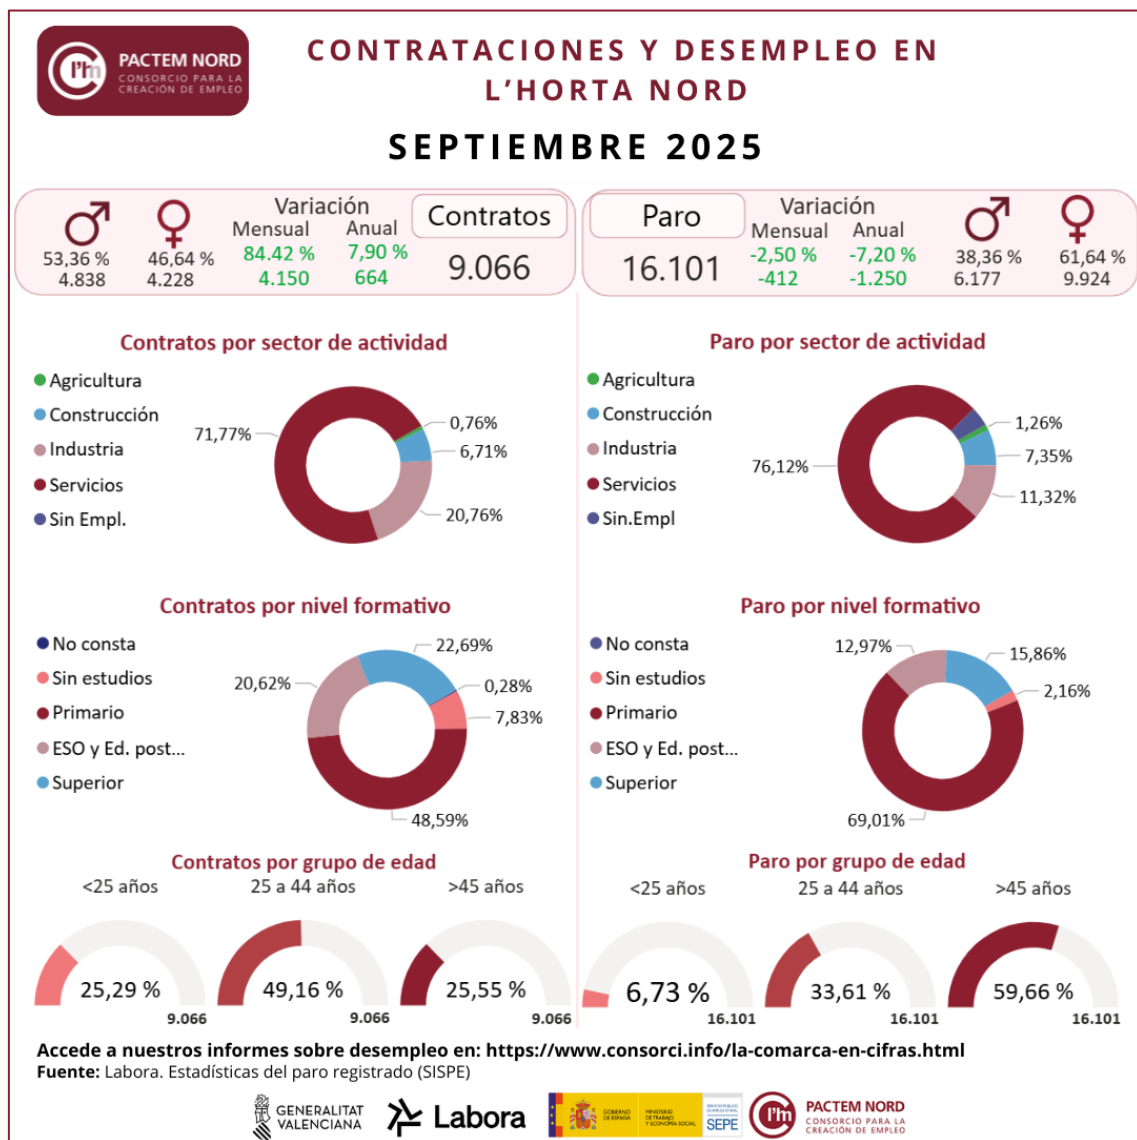 PACTEM NORD
CONSORCIO PARA LA
CREACIÓN DE EMPLEO
CONTRATACIONES Y DESEMPLEO EN
L'HORTA NORD
SEPTIEMBRE 2025
Variación
Mensual Anual
53,36 % 46,64 % 84.42 % 7,90 %
4.838 4.228 4.150 664
Contratos
9.066
Paro
16.101
Variación
Mensual Anual
-2,50 % -7,20 % 38,36 % 61,64 %
-412 -1.250 6.177 9.924
Contratos por sector de actividad
Agricultura
Construcción
Industria
Servicios
Sin Empl.
71,77%
0,76%
6,71%
20,76%
Paro por sector de actividad
Agricultura
Construcción
Industria
Servicios
Sin.Empl
76,12%
1,26%
7,35%
11,32%
Contratos por nivel formativo
No consta
Sin estudios
Primario
ESO y Ed. post...
Superior
22,69%
20,62%
0,28%
7,83%
48,59%
Paro por nivel formativo
No consta
Sin estudios
Primario
ESO y Ed. post...
Superior
12,97%
15,86%
2,16%
69,01%
Contratos por grupo de edad
<25 años 25 a 44 años >45 años
25,29 % 49,16 % 25,55 %
9.066 9.066 9.066
Paro por grupo de edad
<25 años 25 a 44 años >45 años
6,73 % 33,61 % 59,66 %
16.101 16.101 16.101
Accede a nuestros informes sobre desempleo en: https://www.consorci.info/la-comarca-en-cifras.html
Fuente: Labora. Estadísticas del paro registrado (SISPE)
GENERALITAT
VALENCIANA
Labora
GOBIERNO
DE ESPAÑA
MINISTERIO
DE TRABAJO
Y ECONOMÍA SOCIAL
SEPE
PACTEM NORD
CONSORCIO PARA LA
CREACIÓN DE EMPLEO